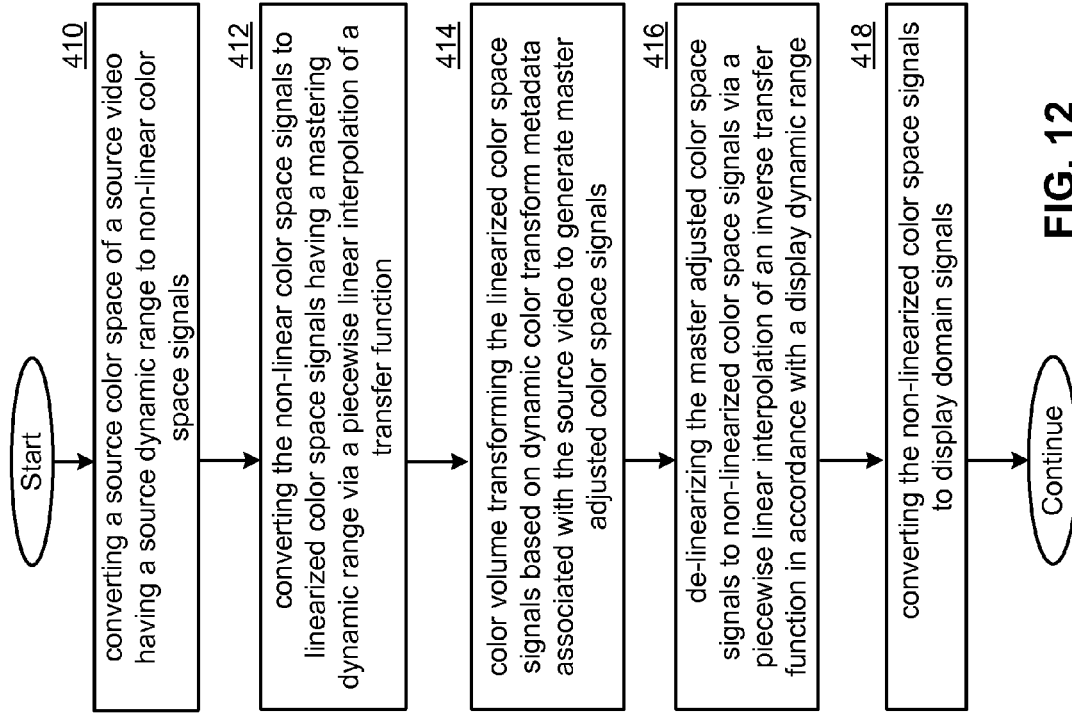 Start
410
converting a source color space of a source video
having a source dynamic range to non-linear color
space signals
412
converting the non-linear color space signals to
linearized color space signals having a mastering
dynamic range via a piecewise linear interpolation of a
transfer function
414
color volume transforming the linearized color space
signals based on dynamic color transform metadata
associated with the source video to generate master
adjusted color space signals
416
de-linearizing the master adjusted color space
signals to non-linearized color space signals via a
piecewise linear interpolation of an inverse transfer
function in accordance with a display dynamic range
418
converting the non-linearized color space signals
to display domain signals
Continue
FIG. 12